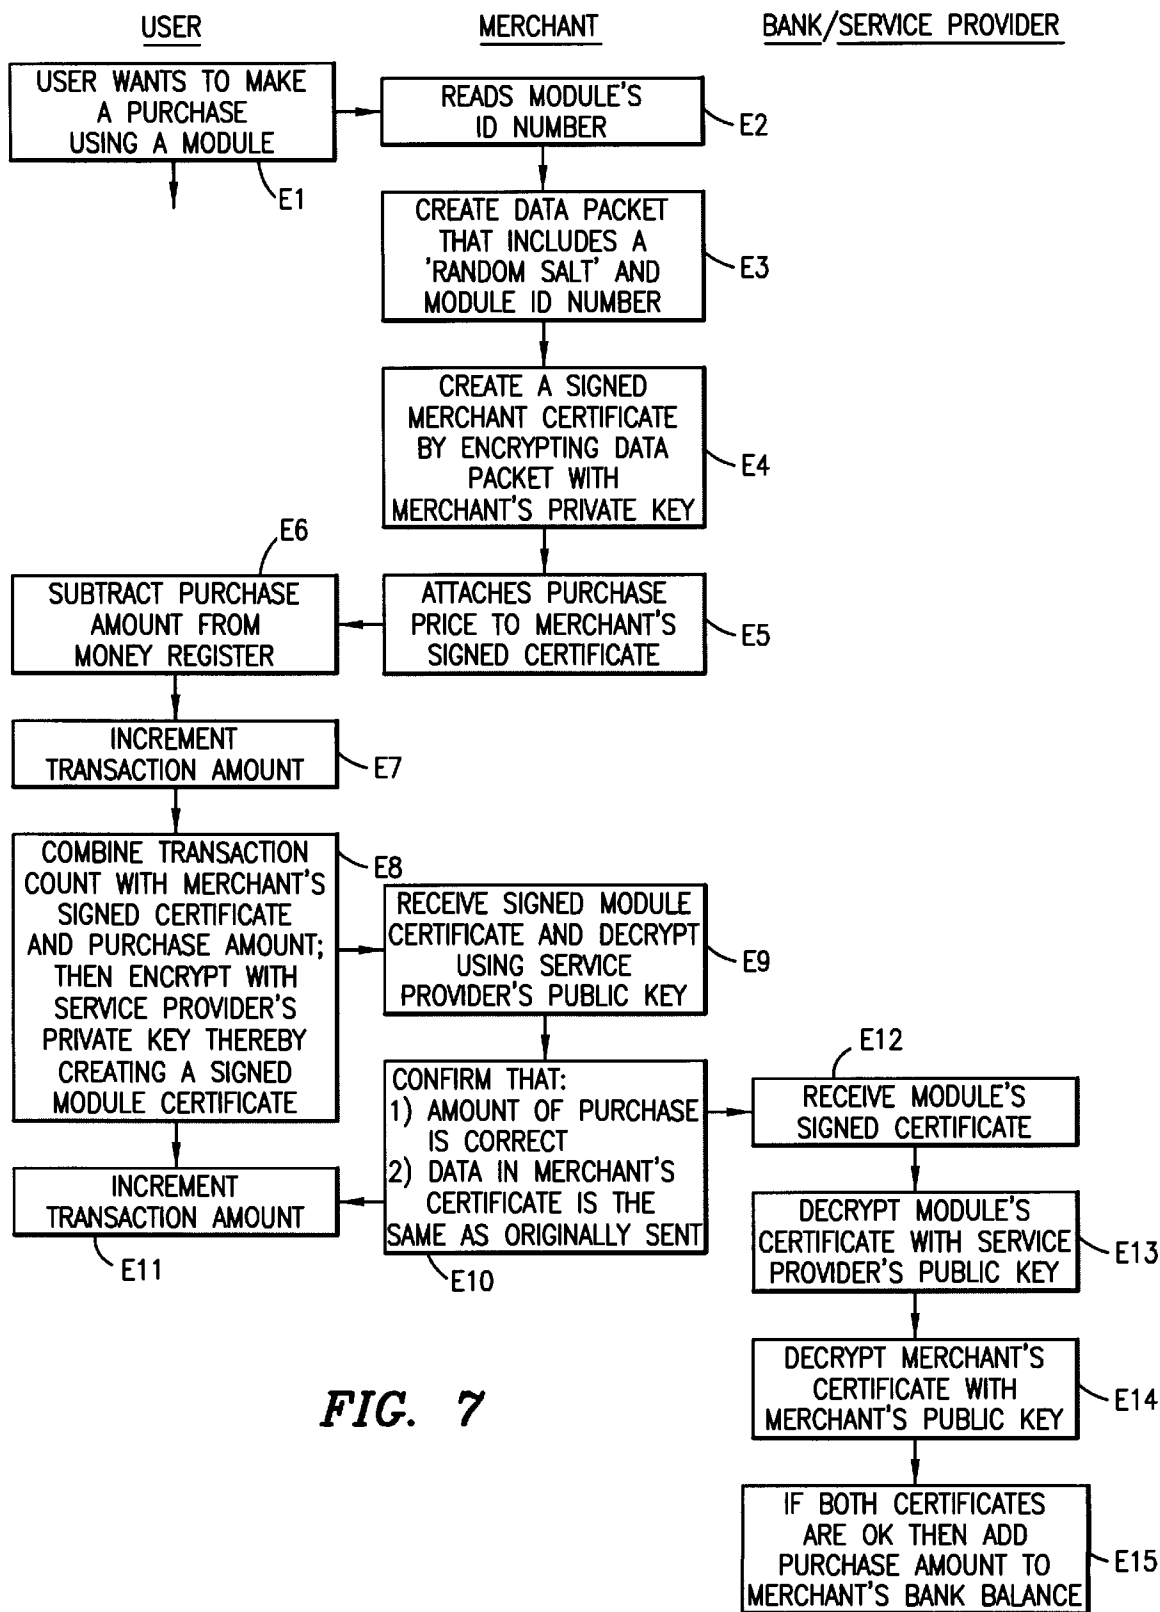 USER
MERCHANT
BANK/SERVICE PROVIDER
USER WANTS TO MAKE
A PURCHASE
USING A MODULE
E1
READS MODULE'S
ID NUMBER
E2
CREATE DATA PACKET
THAT INCLUDES A
'RANDOM SALT' AND
MODULE ID NUMBER
E3
CREATE A SIGNED
MERCHANT CERTIFICATE
BY ENCRYPTING DATA
PACKET WITH
MERCHANT'S PRIVATE KEY
E4
ATTACHES PURCHASE
PRICE TO MERCHANT'S
SIGNED CERTIFICATE
E5
E6
SUBTRACT PURCHASE
AMOUNT FROM
MONEY REGISTER
INCREMENT
TRANSACTION AMOUNT
E7
COMBINE TRANSACTION
COUNT WITH MERCHANT'S
SIGNED CERTIFICATE
AND PURCHASE AMOUNT;
THEN ENCRYPT WITH
SERVICE PROVIDER'S
PRIVATE KEY THEREBY
CREATING A SIGNED
MODULE CERTIFICATE
E8
RECEIVE SIGNED MODULE
CERTIFICATE AND DECRYPT
USING SERVICE
PROVIDER'S PUBLIC KEY
E9
CONFIRM THAT:
1) AMOUNT OF PURCHASE
IS CORRECT
2) DATA IN MERCHANT'S
CERTIFICATE IS THE
SAME AS ORIGINALLY SENT
E10
INCREMENT
TRANSACTION AMOUNT
E11
E12
RECEIVE MODULE'S
SIGNED CERTIFICATE
DECRYPT MODULE'S
CERTIFICATE WITH SERVICE
PROVIDER'S PUBLIC KEY
E13
DECRYPT MERCHANT'S
CERTIFICATE WITH
MERCHANT'S PUBLIC KEY
E14
IF BOTH CERTIFICATES
ARE OK THEN ADD
PURCHASE AMOUNT TO
MERCHANT'S BANK BALANCE
E15
FIG. 7